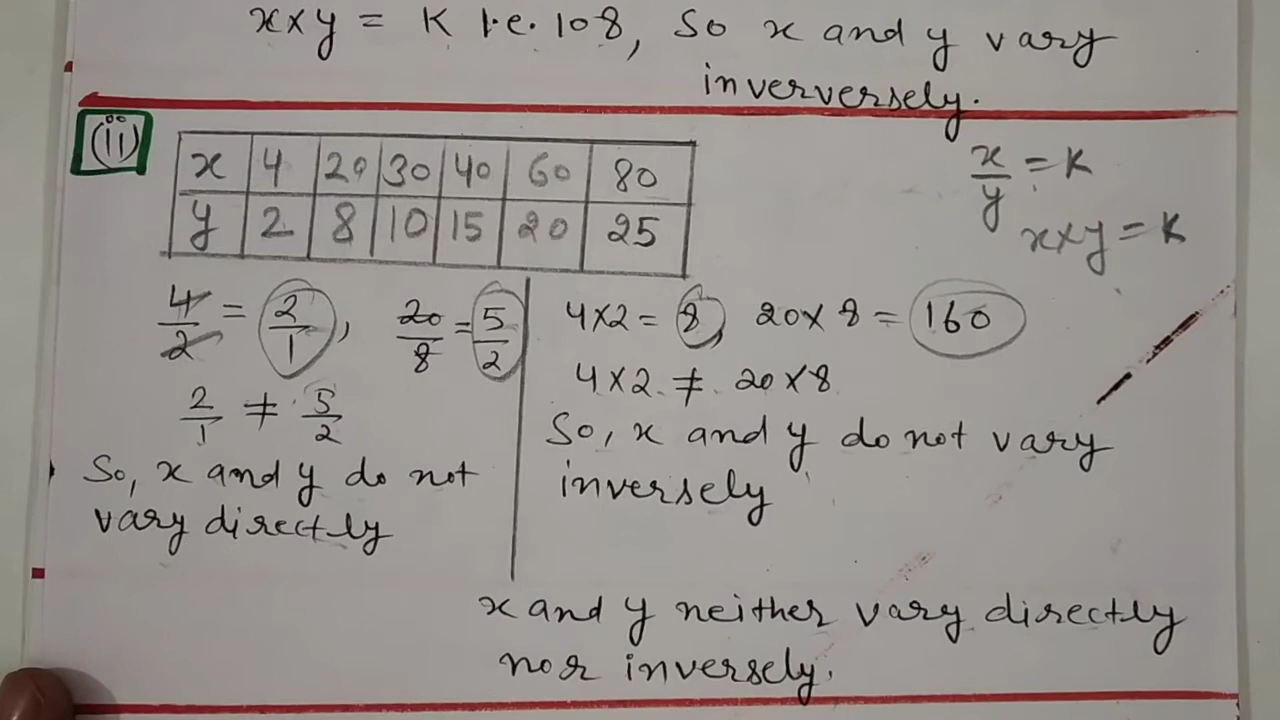 x×y = K i.e. 108, So x and y vary
inverversely.
(iii)
x 4 20 30 40 60 80
y 2 8 10 15 20 25
x/y = K
x×y = K
4/2 = 2/1, 20/8 = 5/2
2/1 ≠ 5/2
So, x and y do not
vary directly
4×2 = 8, 20×8 = 160
4×2 ≠ 20×8
So, x and y do not vary
inversely
x and y neither vary directly
nor inversely.